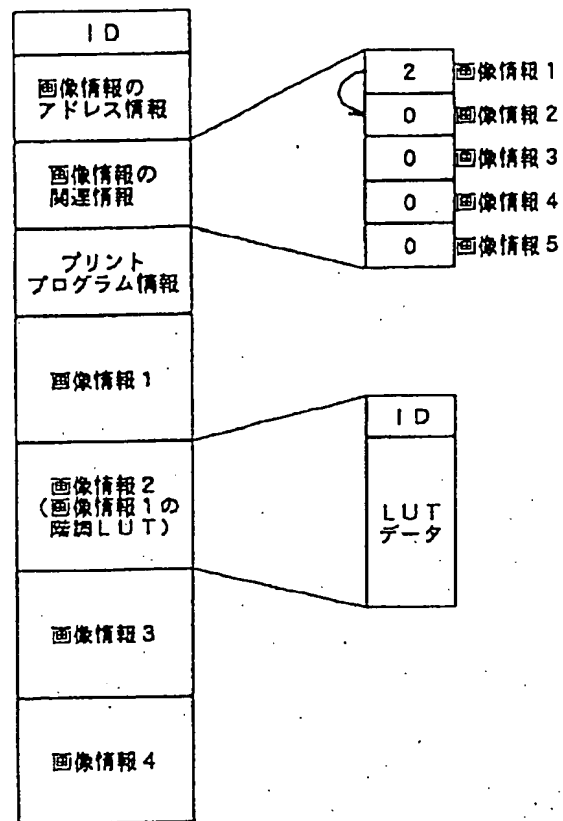 ID
画像情報の
アドレス情報
画像情報の
関連情報
プリント
プログラム情報
画像情報1
画像情報2
(画像情報1の
階調LUT)
画像情報3
画像情報4
2 画像情報1
0 画像情報2
0 画像情報3
0 画像情報4
0 画像情報5
ID
LUT
データ